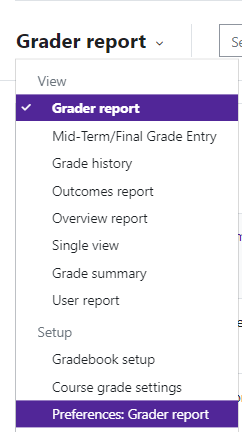 Grader report
Se
View
Grader report
Mid-Term/Final Grade Entry
Grade history
Outcomes report
Overview report
Single view
Grade summary
User report
Setup
Gradebook setup
Course grade settings
Preferences: Grader report